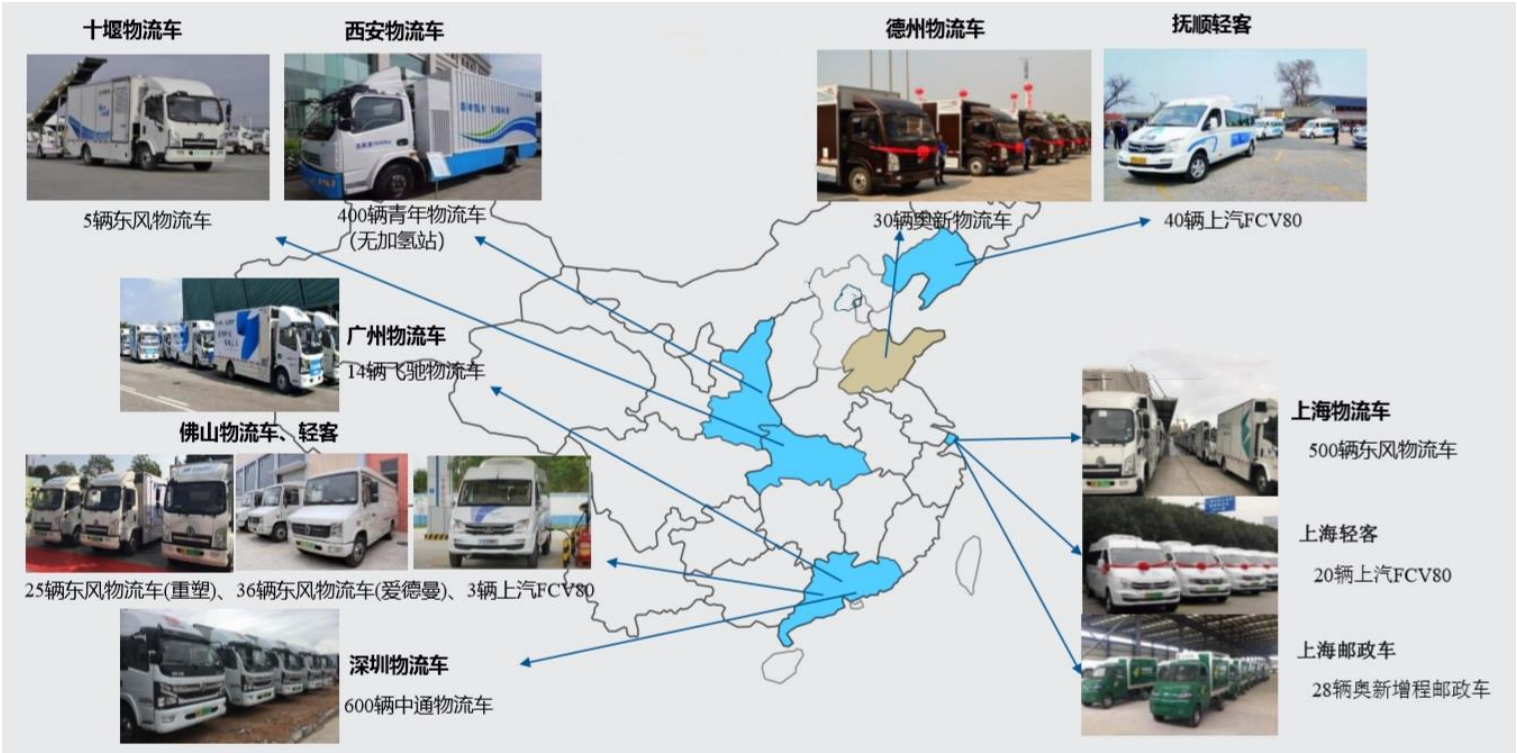 十堰物流车
5辆东风物流车
西安物流车
400辆青年物流车
（无加氢站）
德州物流车
30辆奥新物流车
抚顺轻客
40辆上汽FCV80
广州物流车
14辆飞驰物流车
佛山物流车、轻客
25辆东风物流车(重塑)、36辆东风物流车(爱德曼)、3辆上汽FCV80
深圳物流车
600辆中通物流车
上海物流车
500辆东风物流车
上海轻客
20辆上汽FCV80
上海邮政车
28辆奥新增程邮政车